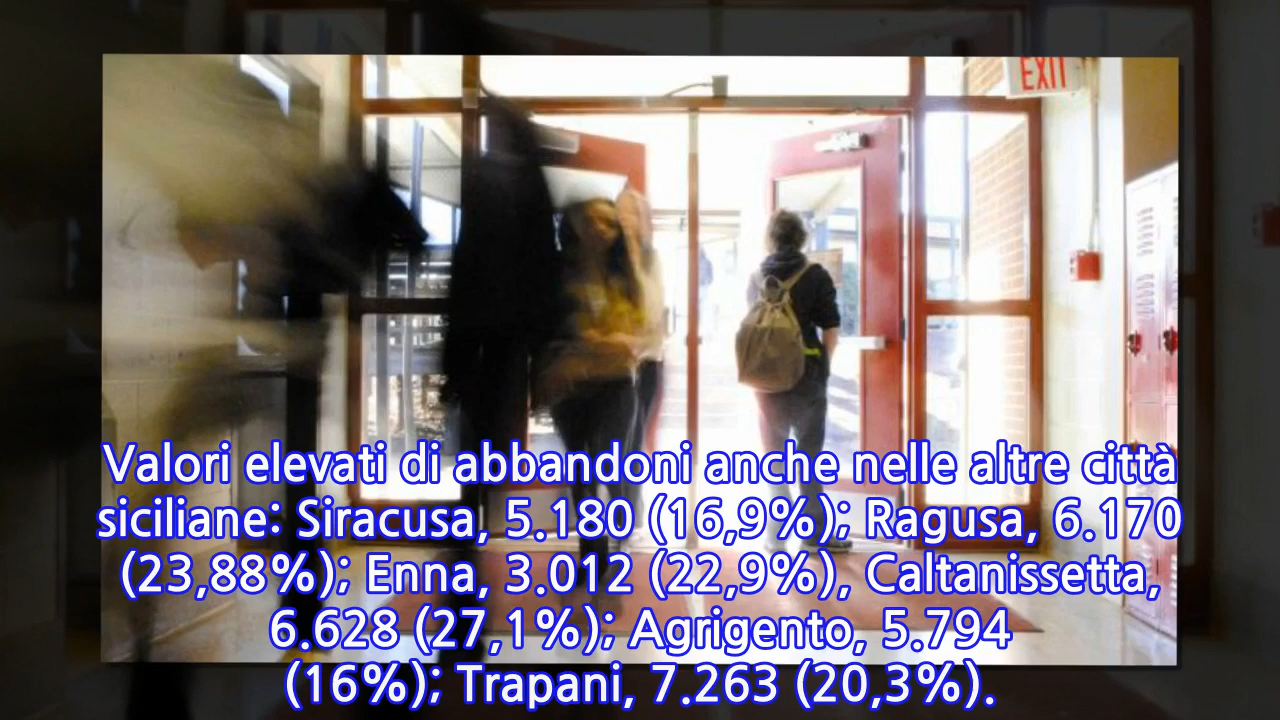 EXIT
Valori elevati di abbandoni anche nelle altre città
siciliane: Siracusa, 5.180 (16,9%); Ragusa, 6.170
(23,88%); Enna, 3.012 (22,9%), Caltanissetta,
6.628 (27,1%); Agrigento, 5.794
(16%); Trapani, 7.263 (20,3%).